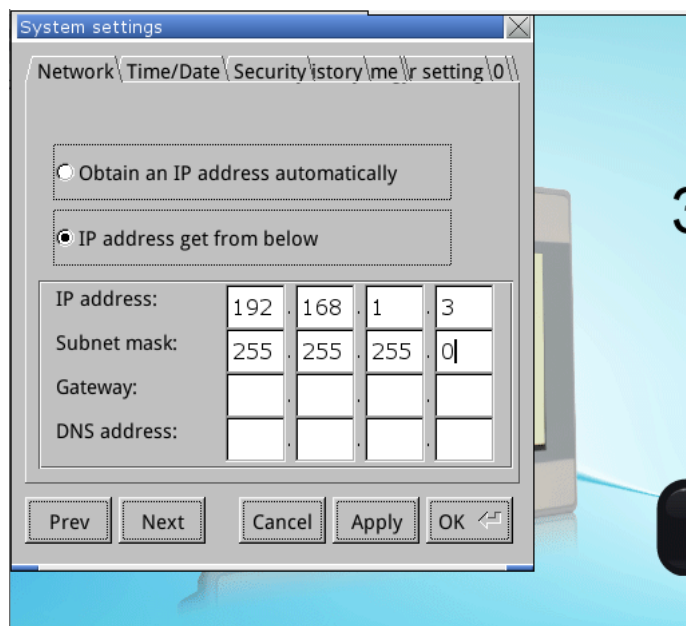 System settings
Network Time/Date Security istory me r setting 0
Obtain an IP address automatically
IP address get from below
IP address: 192 . 168 . 1 . 3
Subnet mask: 255 . 255 . 255 . 0
Gateway: . . .
DNS address: . . .
Prev Next Cancel Apply OK
3